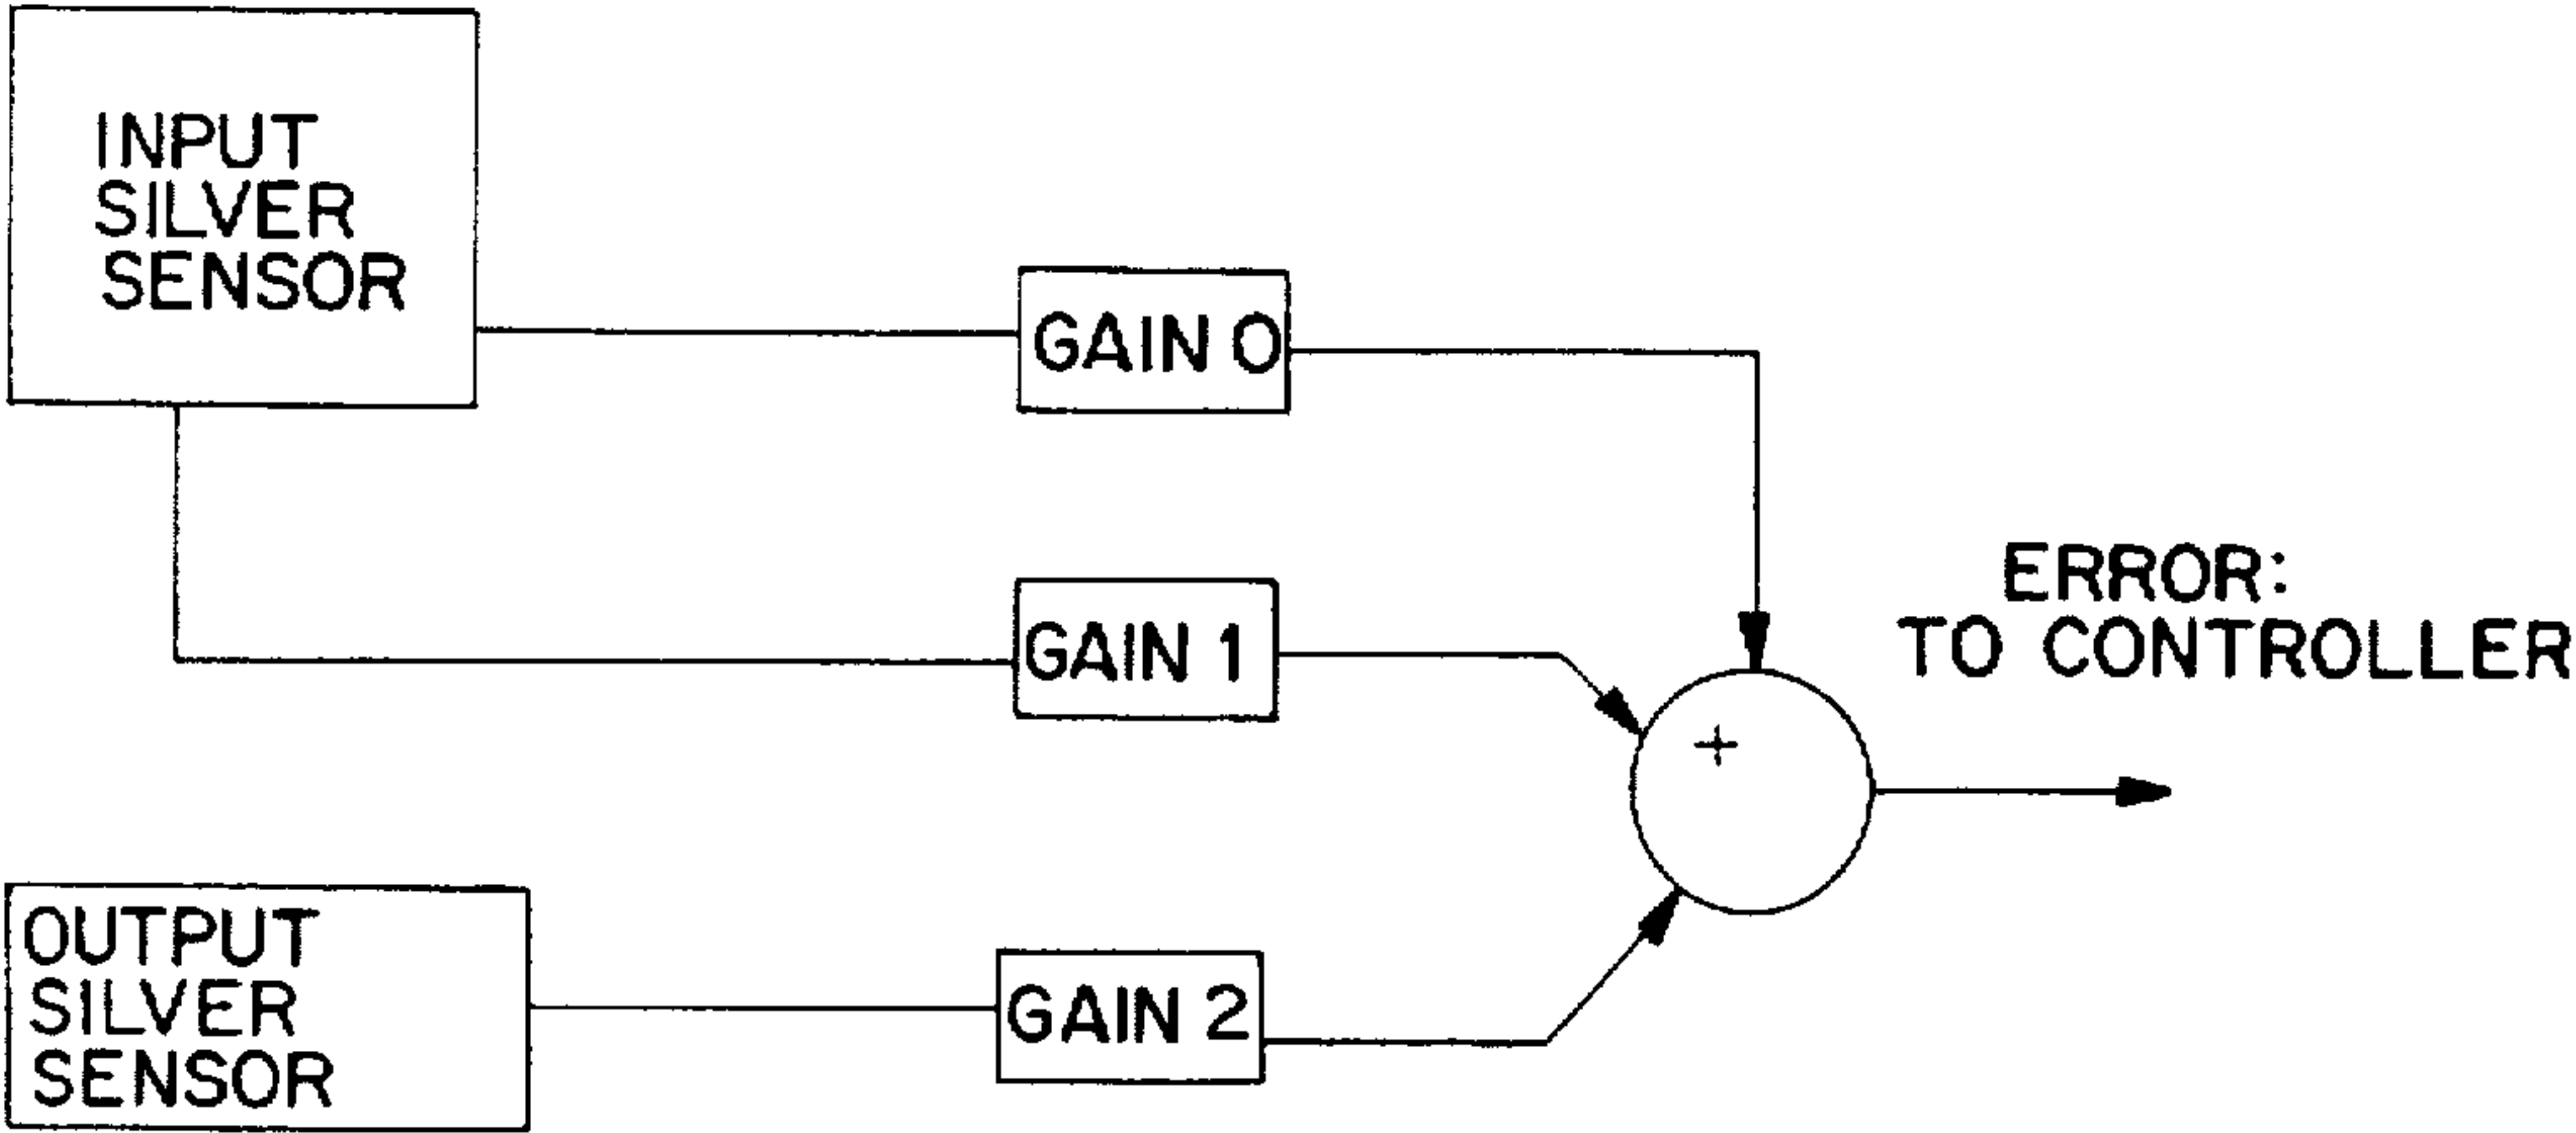 INPUT
SILVER
SENSOR
GAIN 0
GAIN 1
ERROR:
TO CONTROLLER
+
OUTPUT
SILVER
SENSOR
GAIN 2